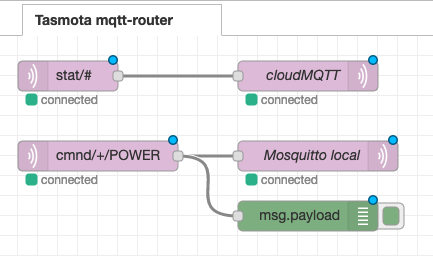 Tasmota mqtt-router
stat/#
connected
cloudMQTT
connected
cmnd/+/POWER
connected
Mosquitto local
connected
msg.payload